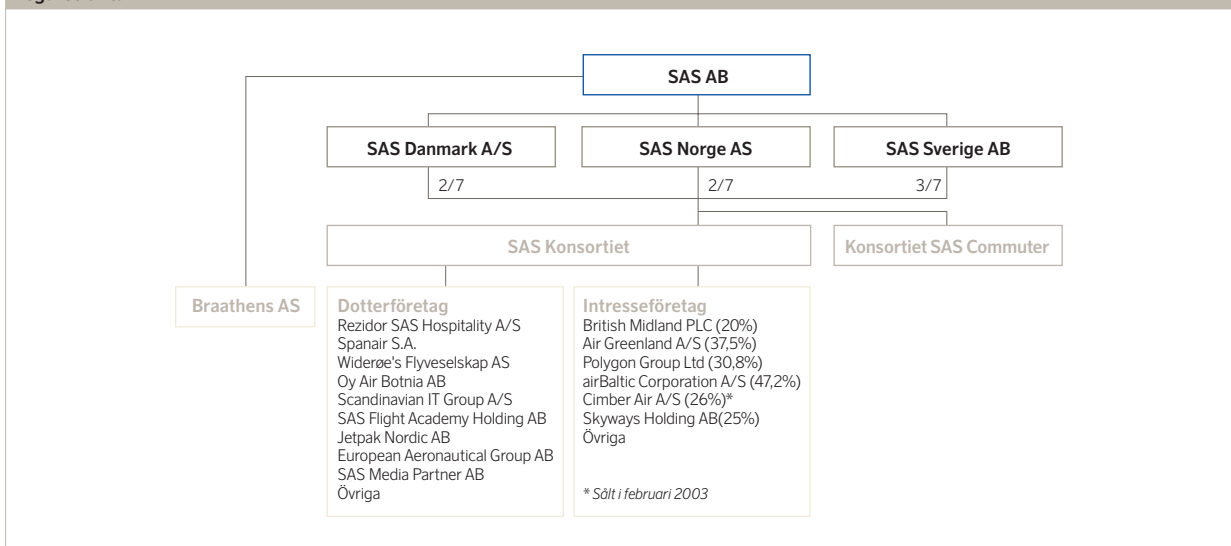 SAS AB
SAS Danmark A/S
SAS Norge AS
SAS Sverige AB
2/7
2/7
3/7
SAS Konsortiet
Konsortiet SAS Commuter
Braathens AS
Dotterföretag
Rezidor SAS Hospitality A/S
Spanair S.A.
Widerøe's Flyveselskap AS
Oy Air Botnia AB
Scandinavian IT Group A/S
SAS Flight Academy Holding AB
Jetpak Nordic AB
European Aeronautical Group AB
SAS Media Partner AB
Övriga
Intresseföretag
British Midland PLC (20%)
Air Greenland A/S (37,5%)
Polygon Group Ltd (30,8%)
airBaltic Corporation A/S (47,2%)
Cimber Air A/S (26%)*
Skyways Holding AB(25%)
Övriga
* Sålt i februari 2003